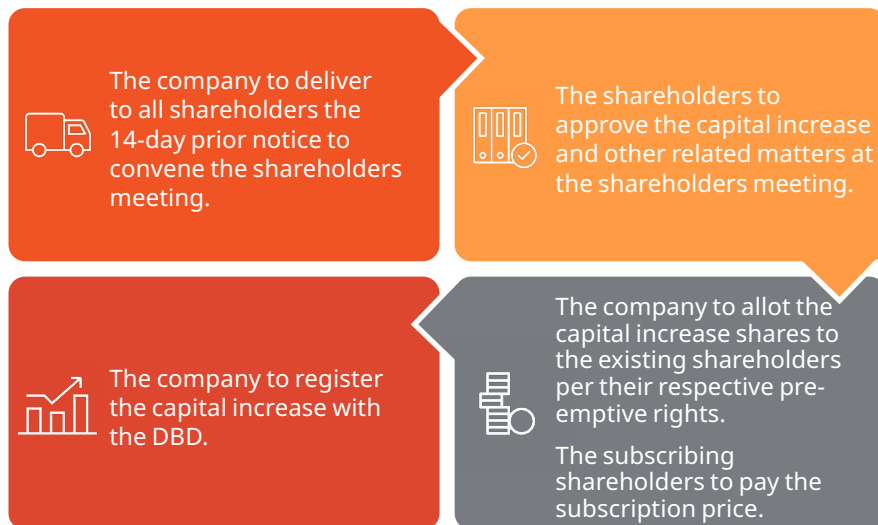 The company to deliver
to all shareholders the
14-day prior notice to
convene the shareholders
meeting.
The shareholders to
approve the capital increase
and other related matters at
the shareholders meeting.
The company to allot the
capital increase shares to
the existing shareholders
per their respective pre-
emptive rights.
The subscribing
shareholders to pay the
subscription price.
The company to register
the capital increase with
the DBD.